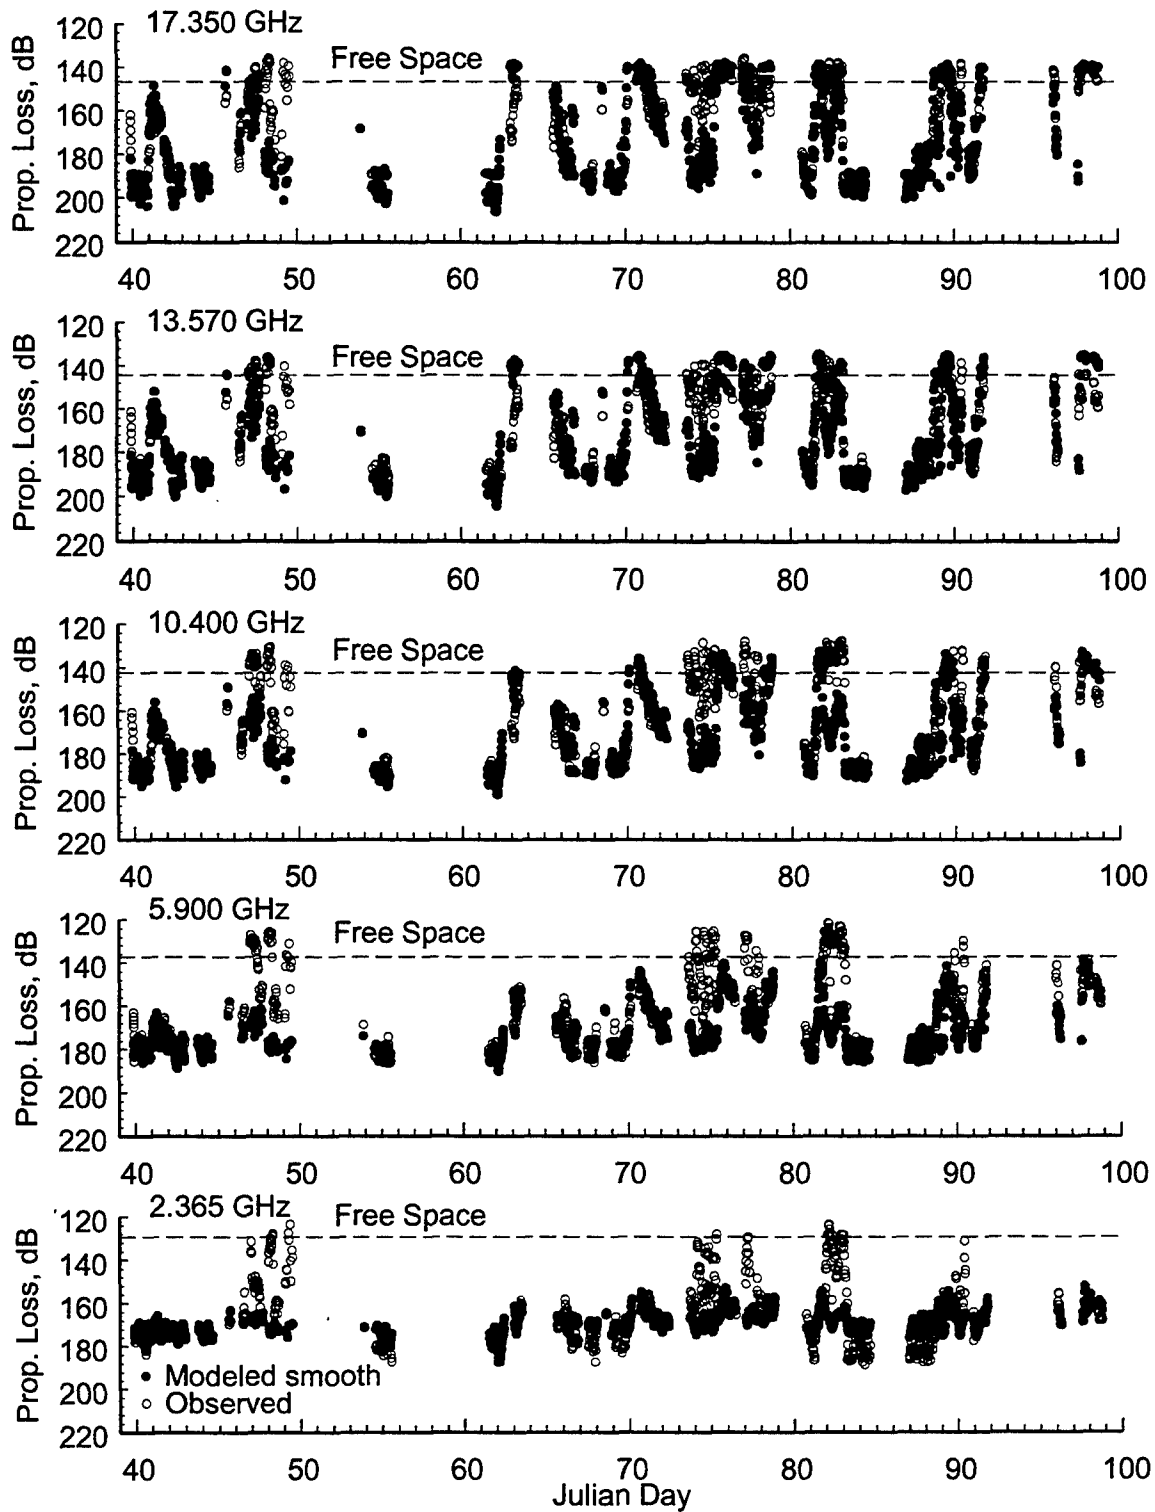 17.350 GHz
Free Space
Prop. Loss, dB
120
140
160
180
200
220
40 50 60 70 80 90 100
13.570 GHz
Free Space
Prop. Loss, dB
120
140
160
180
200
220
40 50 60 70 80 90 100
10.400 GHz
Free Space
Prop. Loss, dB
120
140
160
180
200
220
40 50 60 70 80 90 100
5.900 GHz
Free Space
Prop. Loss, dB
120
140
160
180
200
220
40 50 60 70 80 90 100
2.365 GHz
Free Space
Prop. Loss, dB
120
140
160
180
200
220
Modeled smooth
Observed
40 50 60 70 80 90 100
Julian Day